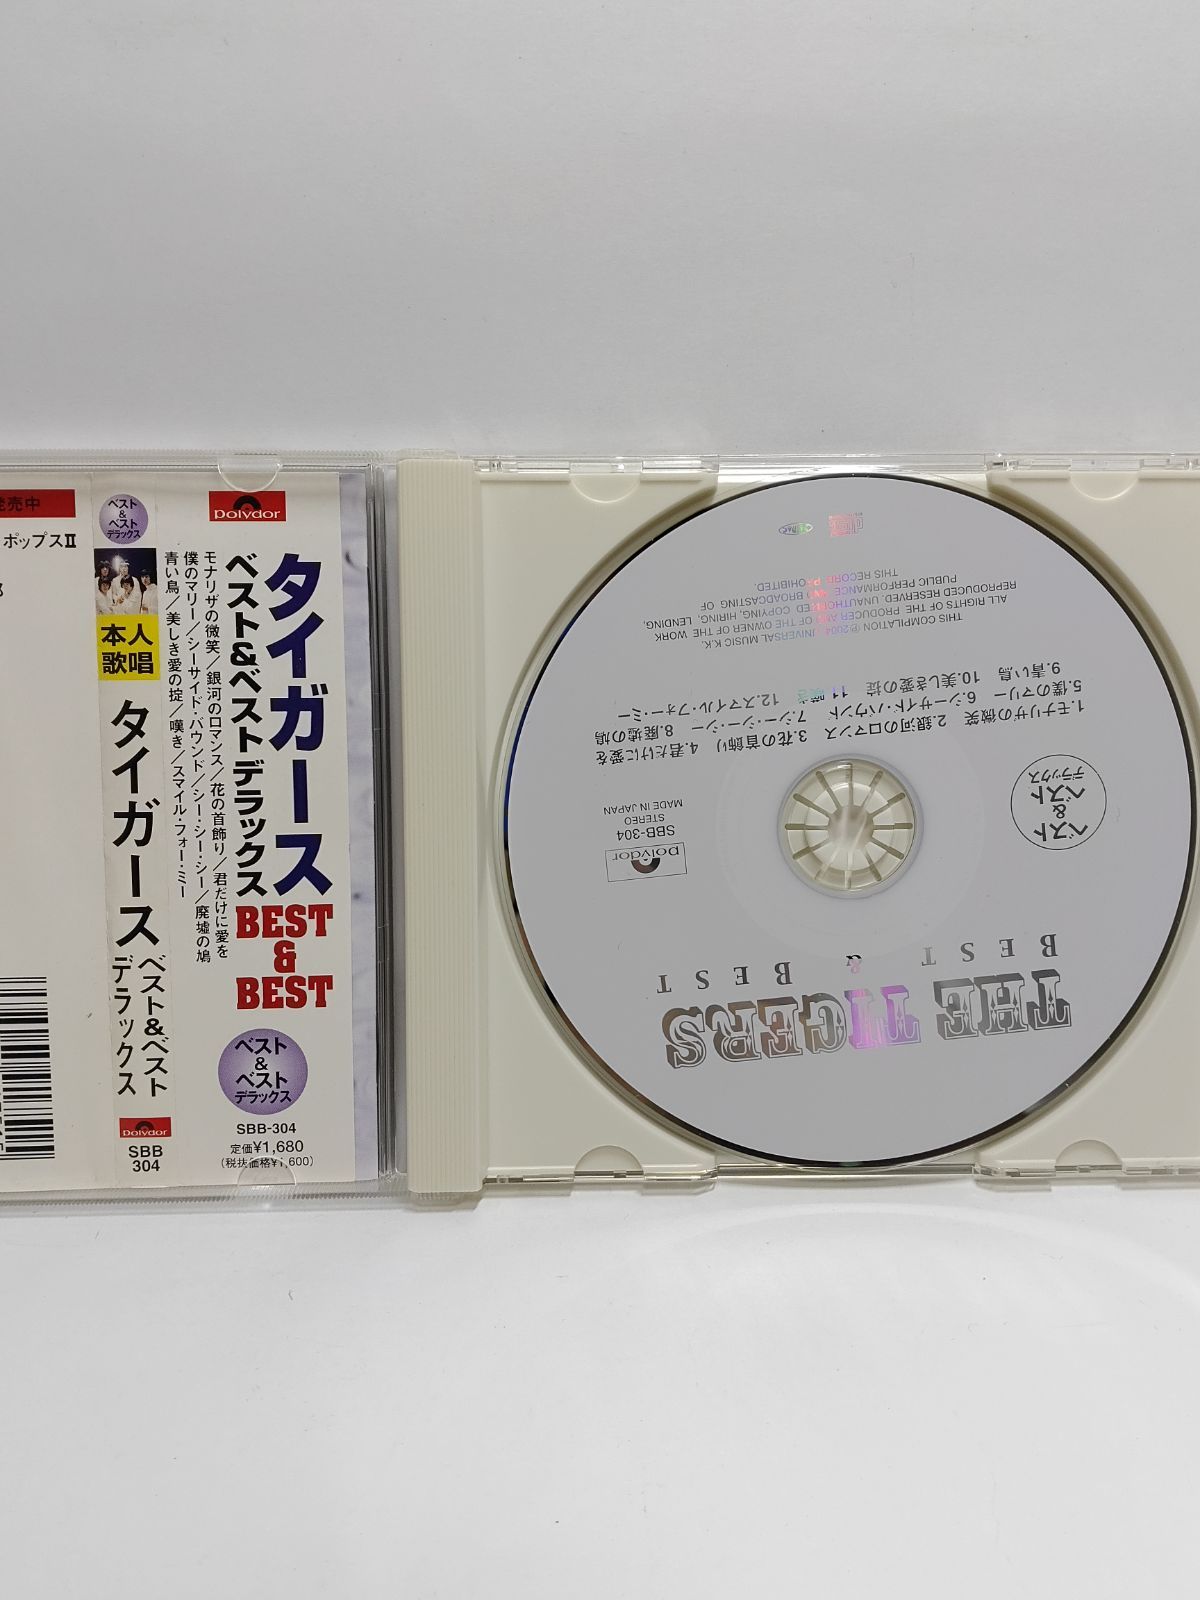 発売中
ポップスⅡ
ベスト
&
ベスト
デラックス
本人
歌唱
タイガース
ベスト&ベスト
デラックス
polydor
SBB
304
polydor
タイガース
ベスト&ベスト デラックス
BEST
&
BEST
モナリザの微笑／銀河のロマンス／花の首飾り／君だけに愛を
僕のマリー／シーサイド・バウンド／シー・シー・シー／廃墟の鳩
青い鳥／美しき愛の掟／嘆き／スマイル・フォー・ミー
ベスト
&
ベスト
デラックス
SBB-304
定価¥1,680
(税抜価格¥1,600)
THE TIGERS
BEST & BEST
polydor
SBB-304
STEREO
MADE IN JAPAN
ベスト
&
ベスト
デラックス
1.モナリザの微笑 2.銀河のロマンス 3.花の首飾り 4.君だけに愛を
5.僕のマリー 6.シーサイド・バウンド 7.シー・シー・シー 8.廃墟の鳩
9.青い鳥 10.美しき愛の掟 11.嘆き 12.スマイル・フォー・ミー
THIS COMPILATION ℗2004 UNIVERSAL MUSIC K.K.
ALL RIGHTS OF THE PRODUCER AND OF THE OWNER OF THE WORK
REPRODUCED RESERVED. UNAUTHORIZED COPYING, HIRING, LENDING,
PUBLIC PERFORMANCE AND BROADCASTING OF
THIS RECORD PROHIBITED.